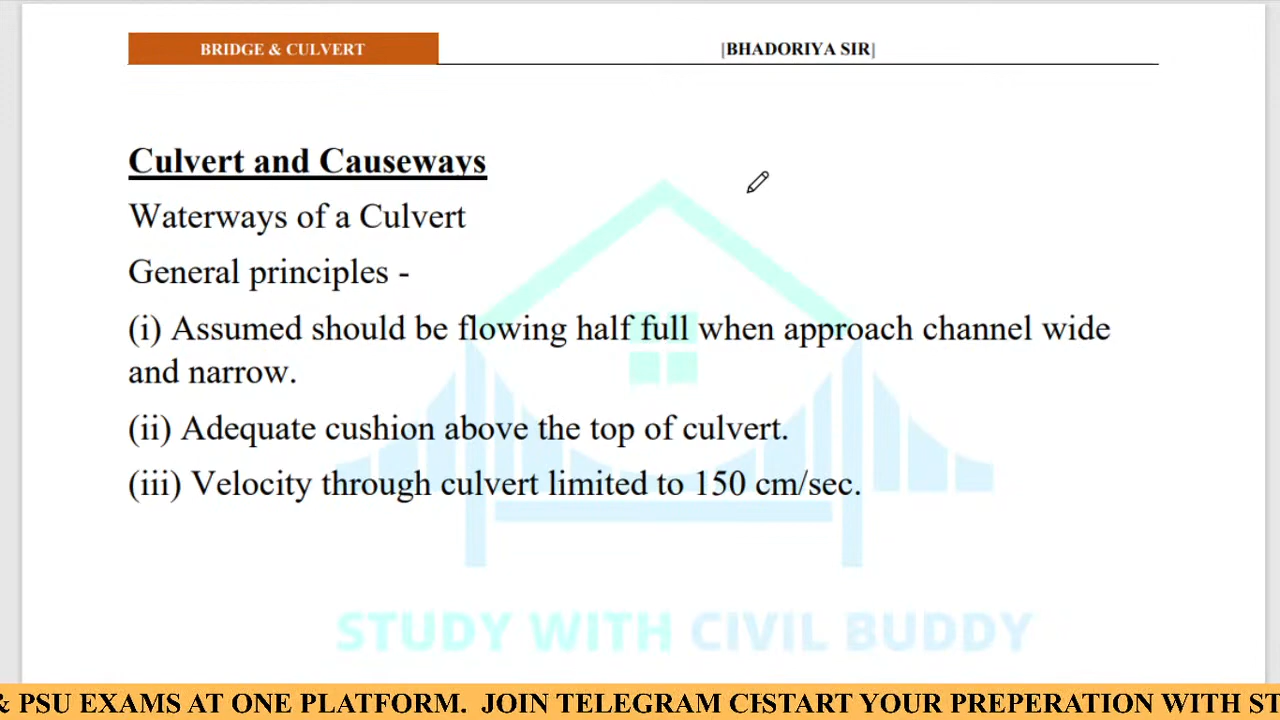 BRIDGE & CULVERT
|BHADORIYA SIR|
Culvert and Causeways
Waterways of a Culvert
General principles -
(i) Assumed should be flowing half full when approach channel wide
and narrow.
(ii) Adequate cushion above the top of culvert.
(iii) Velocity through culvert limited to 150 cm/sec.
STUDY WITH CIVIL BUDDY
& PSU EXAMS AT ONE PLATFORM. JOIN TELEGRAM CISTART YOUR PREPERATION WITH ST